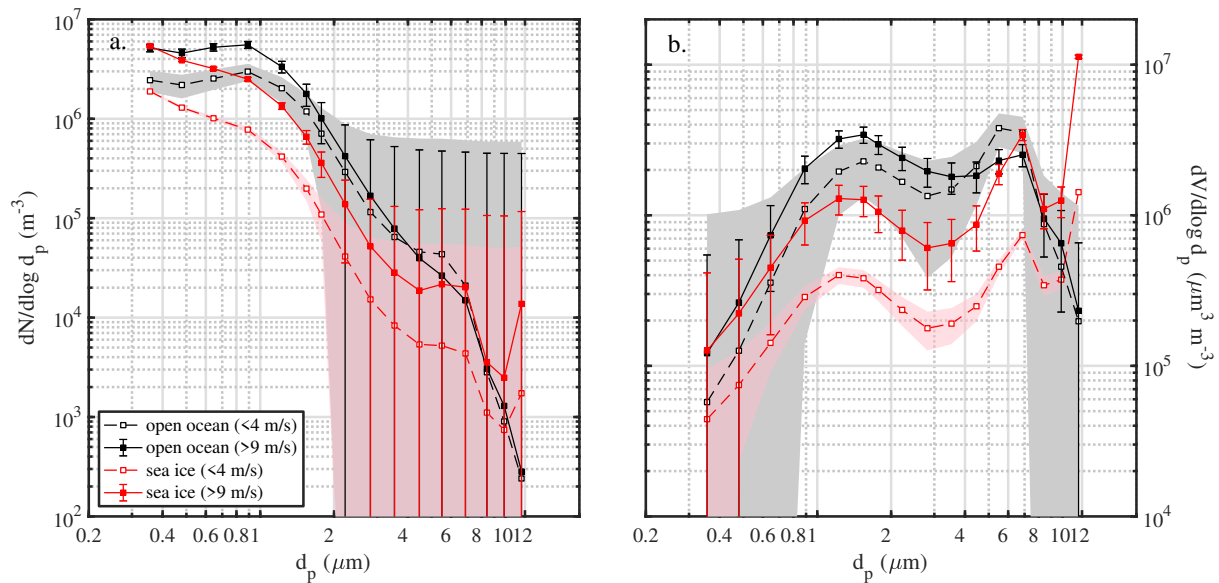 a.
10^7
10^6
10^5
10^4
10^3
10^2
dN/dlog d_p (m^-3)
open ocean (<4 m/s)
open ocean (>9 m/s)
sea ice (<4 m/s)
sea ice (>9 m/s)
0.2 0.4 0.6 0.81 2 4 6 8 1012
d_p (μm)
b.
10^7
10^6
10^5
10^4
dV/dlog d_p (μm^3 m^-3)
0.2 0.4 0.6 0.81 2 4 6 8 1012
d_p (μm)